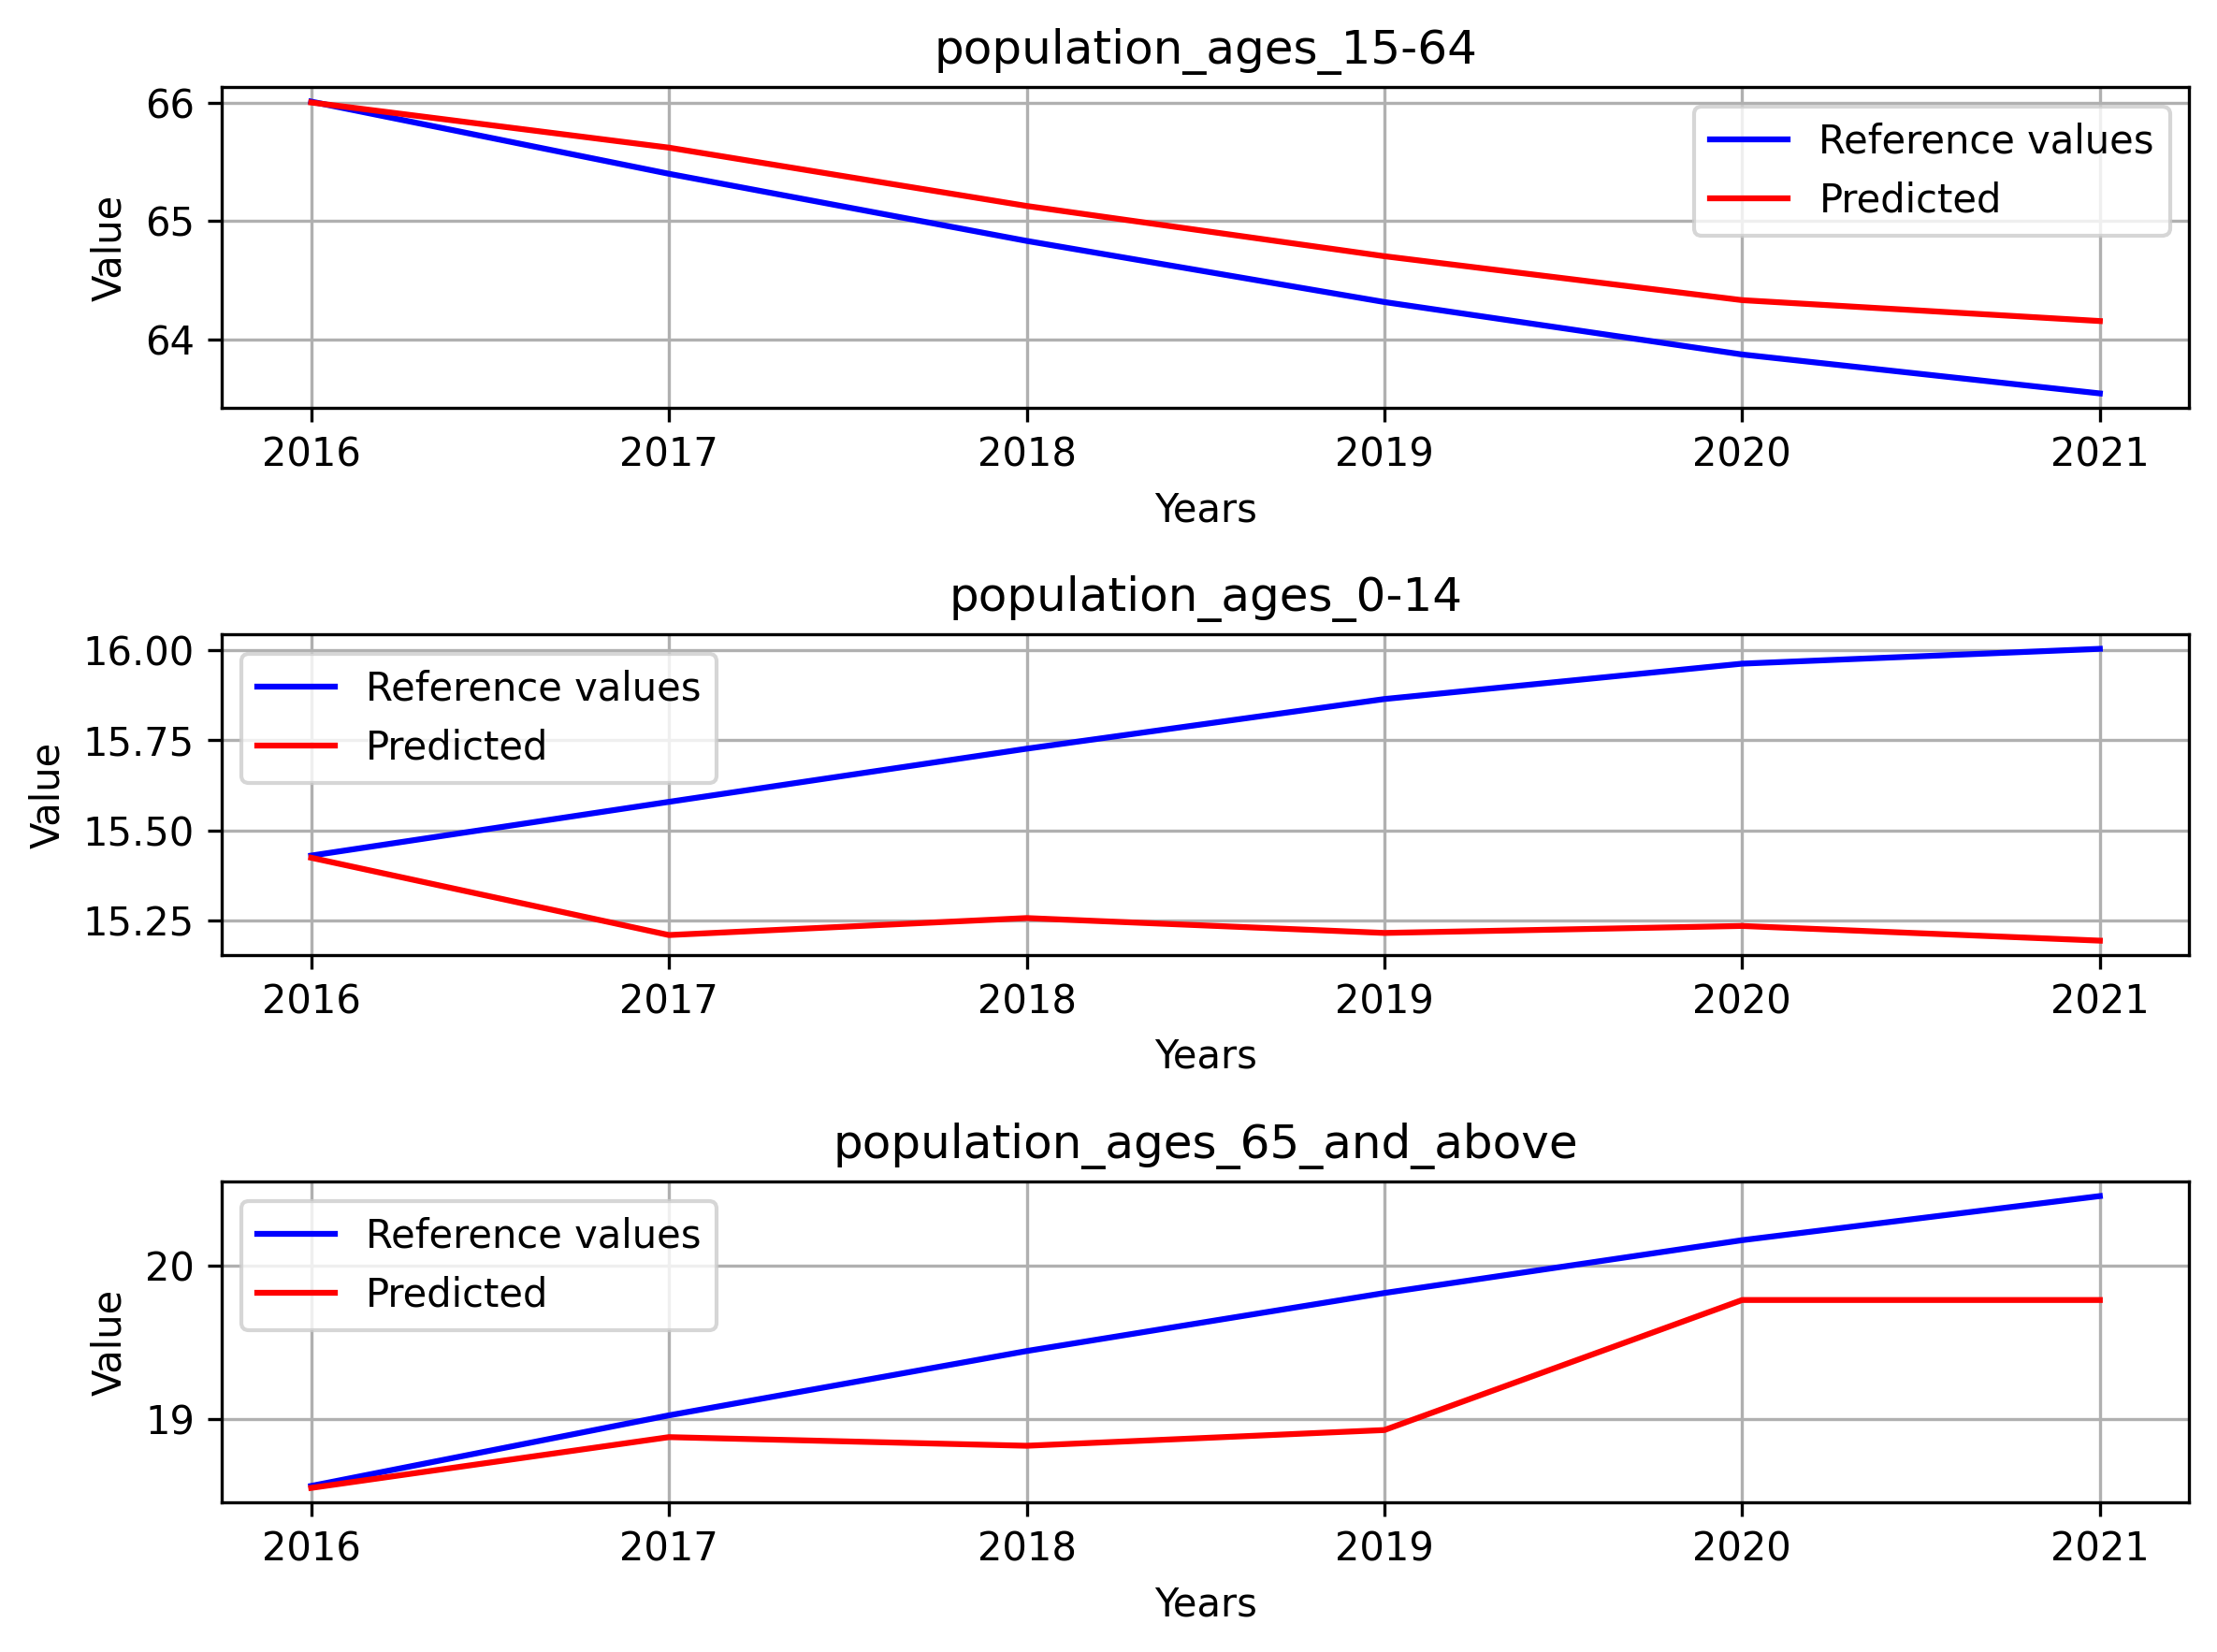 population_ages_15-64
66
65
64
Value
Reference values
Predicted
2016 2017 2018 2019 2020 2021
Years
population_ages_0-14
16.00
15.75
15.50
15.25
Value
Reference values
Predicted
2016 2017 2018 2019 2020 2021
Years
population_ages_65_and_above
20
19
Value
Reference values
Predicted
2016 2017 2018 2019 2020 2021
Years